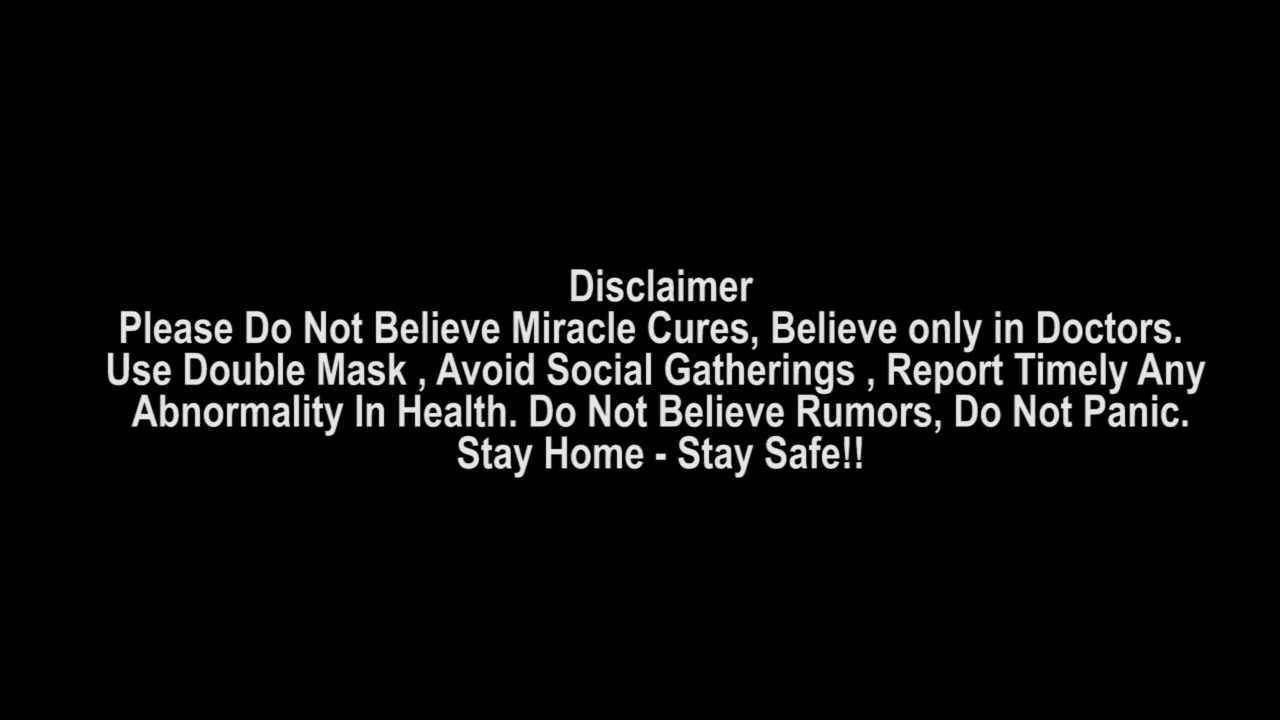 Disclaimer
Please Do Not Believe Miracle Cures, Believe only in Doctors.
Use Double Mask , Avoid Social Gatherings , Report Timely Any
Abnormality In Health. Do Not Believe Rumors, Do Not Panic.
Stay Home - Stay Safe!!